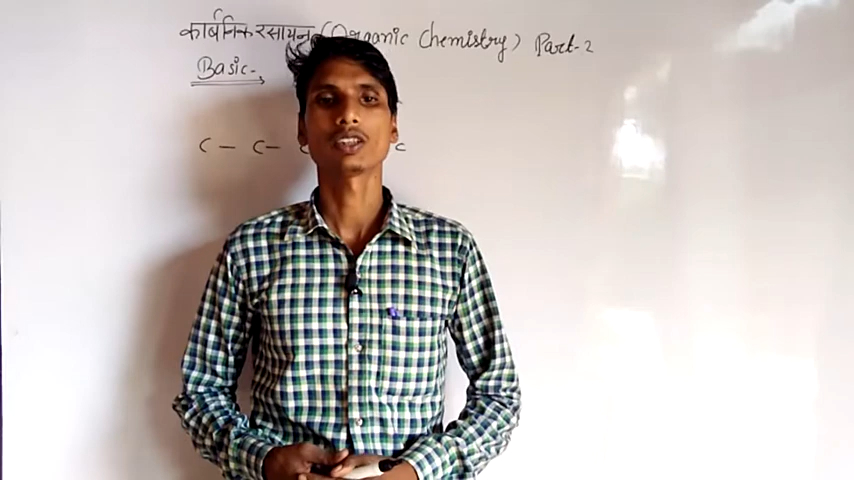 कार्बनिक रसायन (Organic Chemistry) Part-2
Basic-
C - C - C